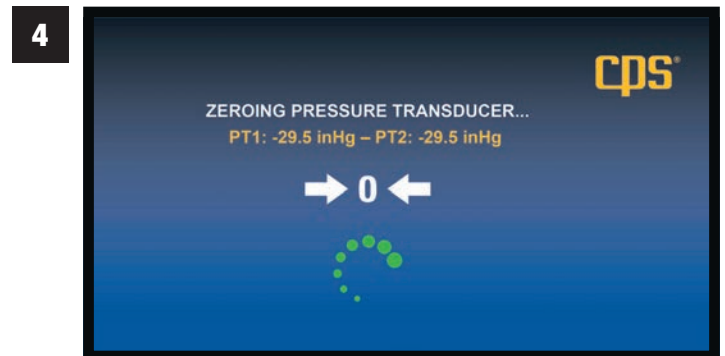 4
CPS®
ZEROING PRESSURE TRANSDUCER...
PT1: -29.5 inHg – PT2: -29.5 inHg
0